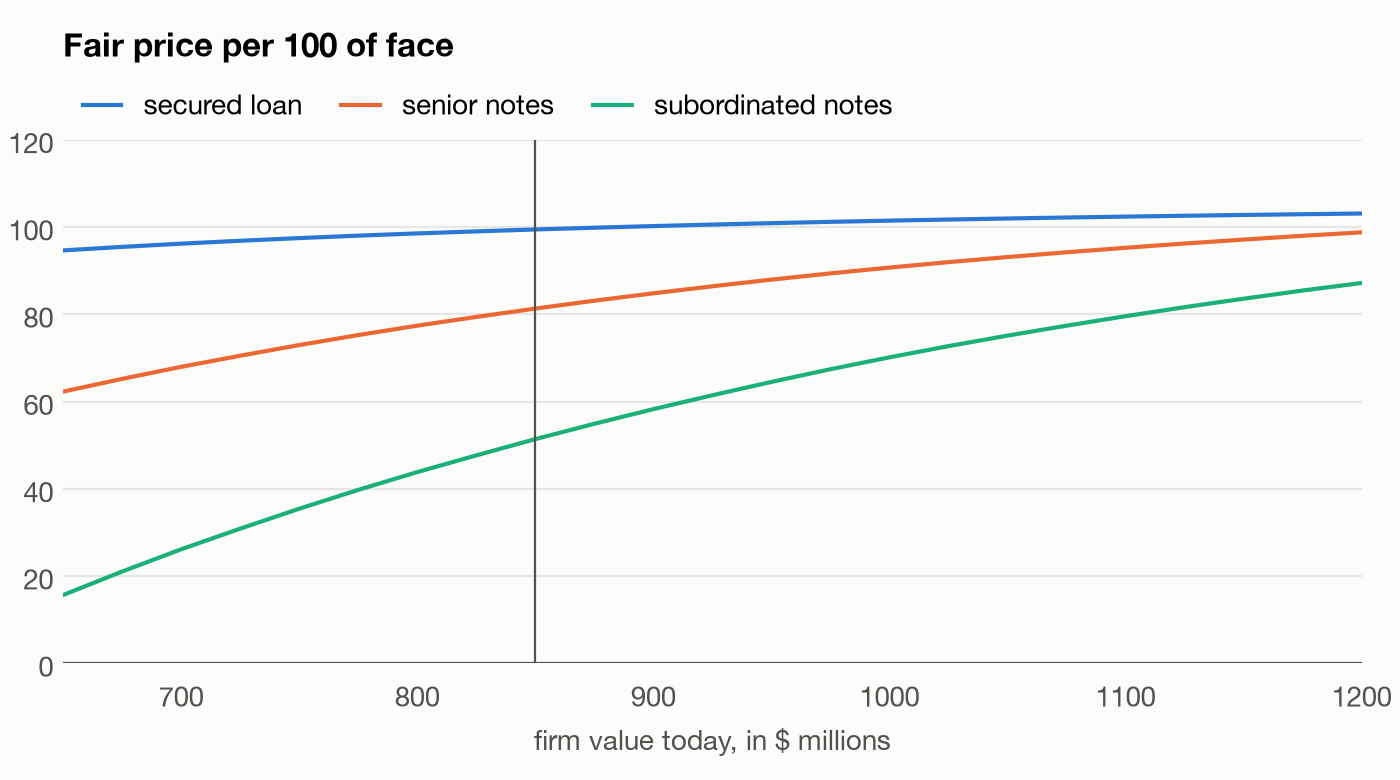 Fair price per 100 of face
secured loan senior notes subordinated notes
120
100
80
60
40
20
0
700 800 900 1000 1100 1200
firm value today, in $ millions